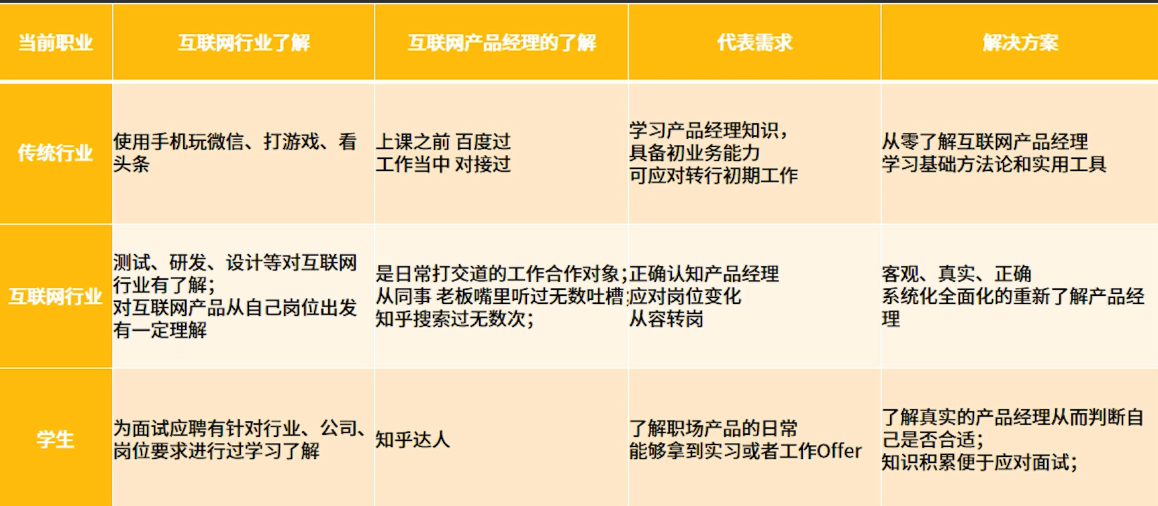 当前职业
互联网行业了解
互联网产品经理的了解
代表需求
解决方案
传统行业
使用手机玩微信、打游戏、看
头条
上课之前 百度过
工作当中 对接过
学习产品经理知识，
具备初业务能力
可应对转行初期工作
从零了解互联网产品经理
学习基础方法论和实用工具
互联网行业
测试、研发、设计等对互联网
行业有了解；
对互联网产品从自己岗位出发
有一定理解
是日常打交道的工作合作对象；
从同事 老板嘴里听过无数吐槽；
知乎搜索过无数次；
正确认知产品经理
应对岗位变化
从容转岗
客观、真实、正确
系统化全面化的重新了解产品经
理
学生
为面试应聘有针对行业、公司、
岗位要求进行过学习了解
知乎达人
了解职场产品的日常
能够拿到实习或者工作Offer
了解真实的产品经理从而判断自
己是否合适；
知识积累便于应对面试；